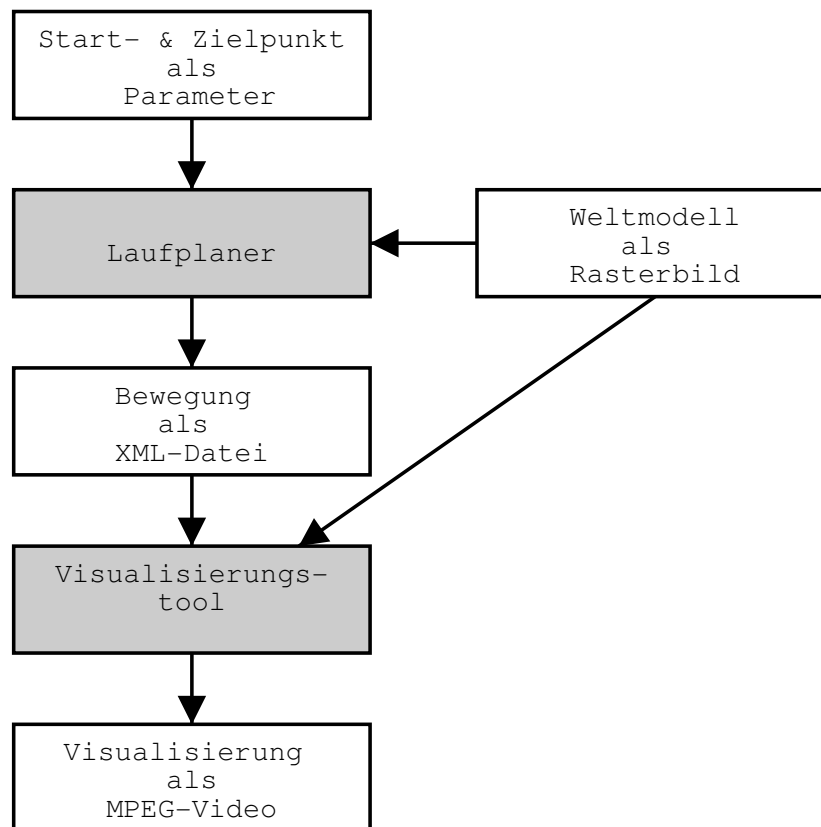 Start- & Zielpunkt
als
Parameter
Laufplaner
Weltmodell
als
Rasterbild
Bewegung
als
XML-Datei
Visualisierungs-
tool
Visualisierung
als
MPEG-Video